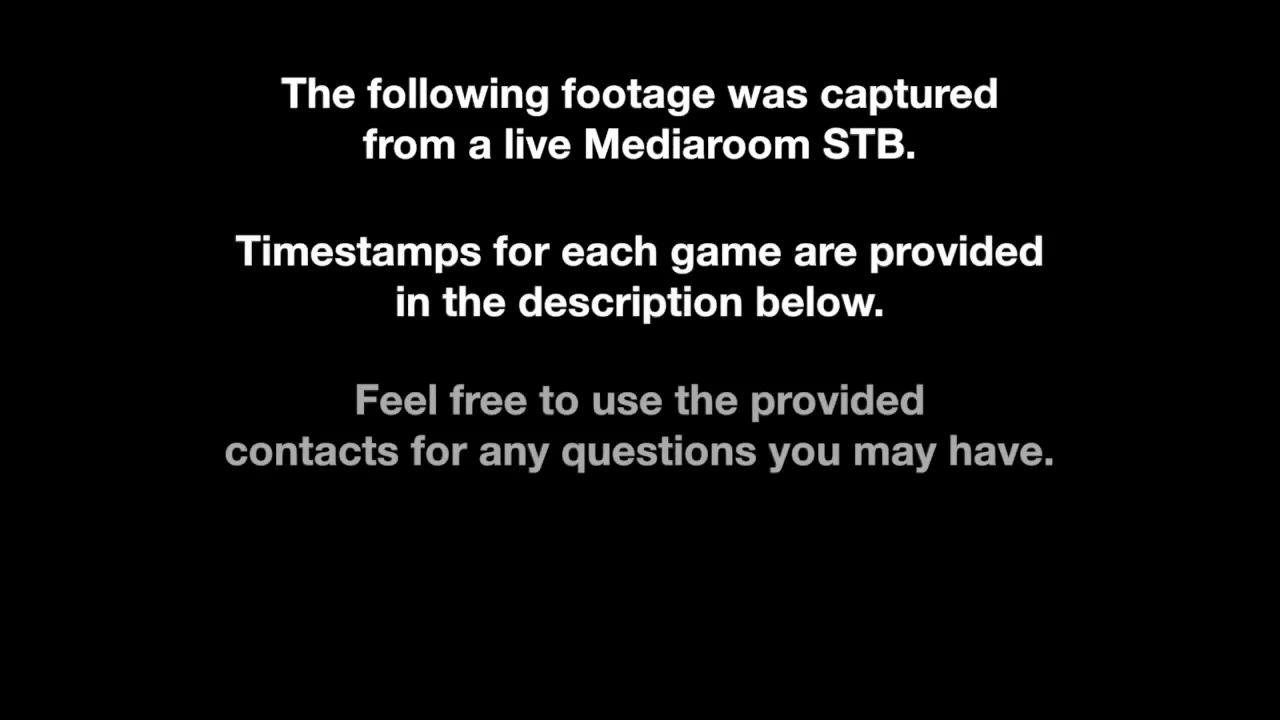 The following footage was captured
from a live Mediaroom STB.
Timestamps for each game are provided
in the description below.
Feel free to use the provided
contacts for any questions you may have.